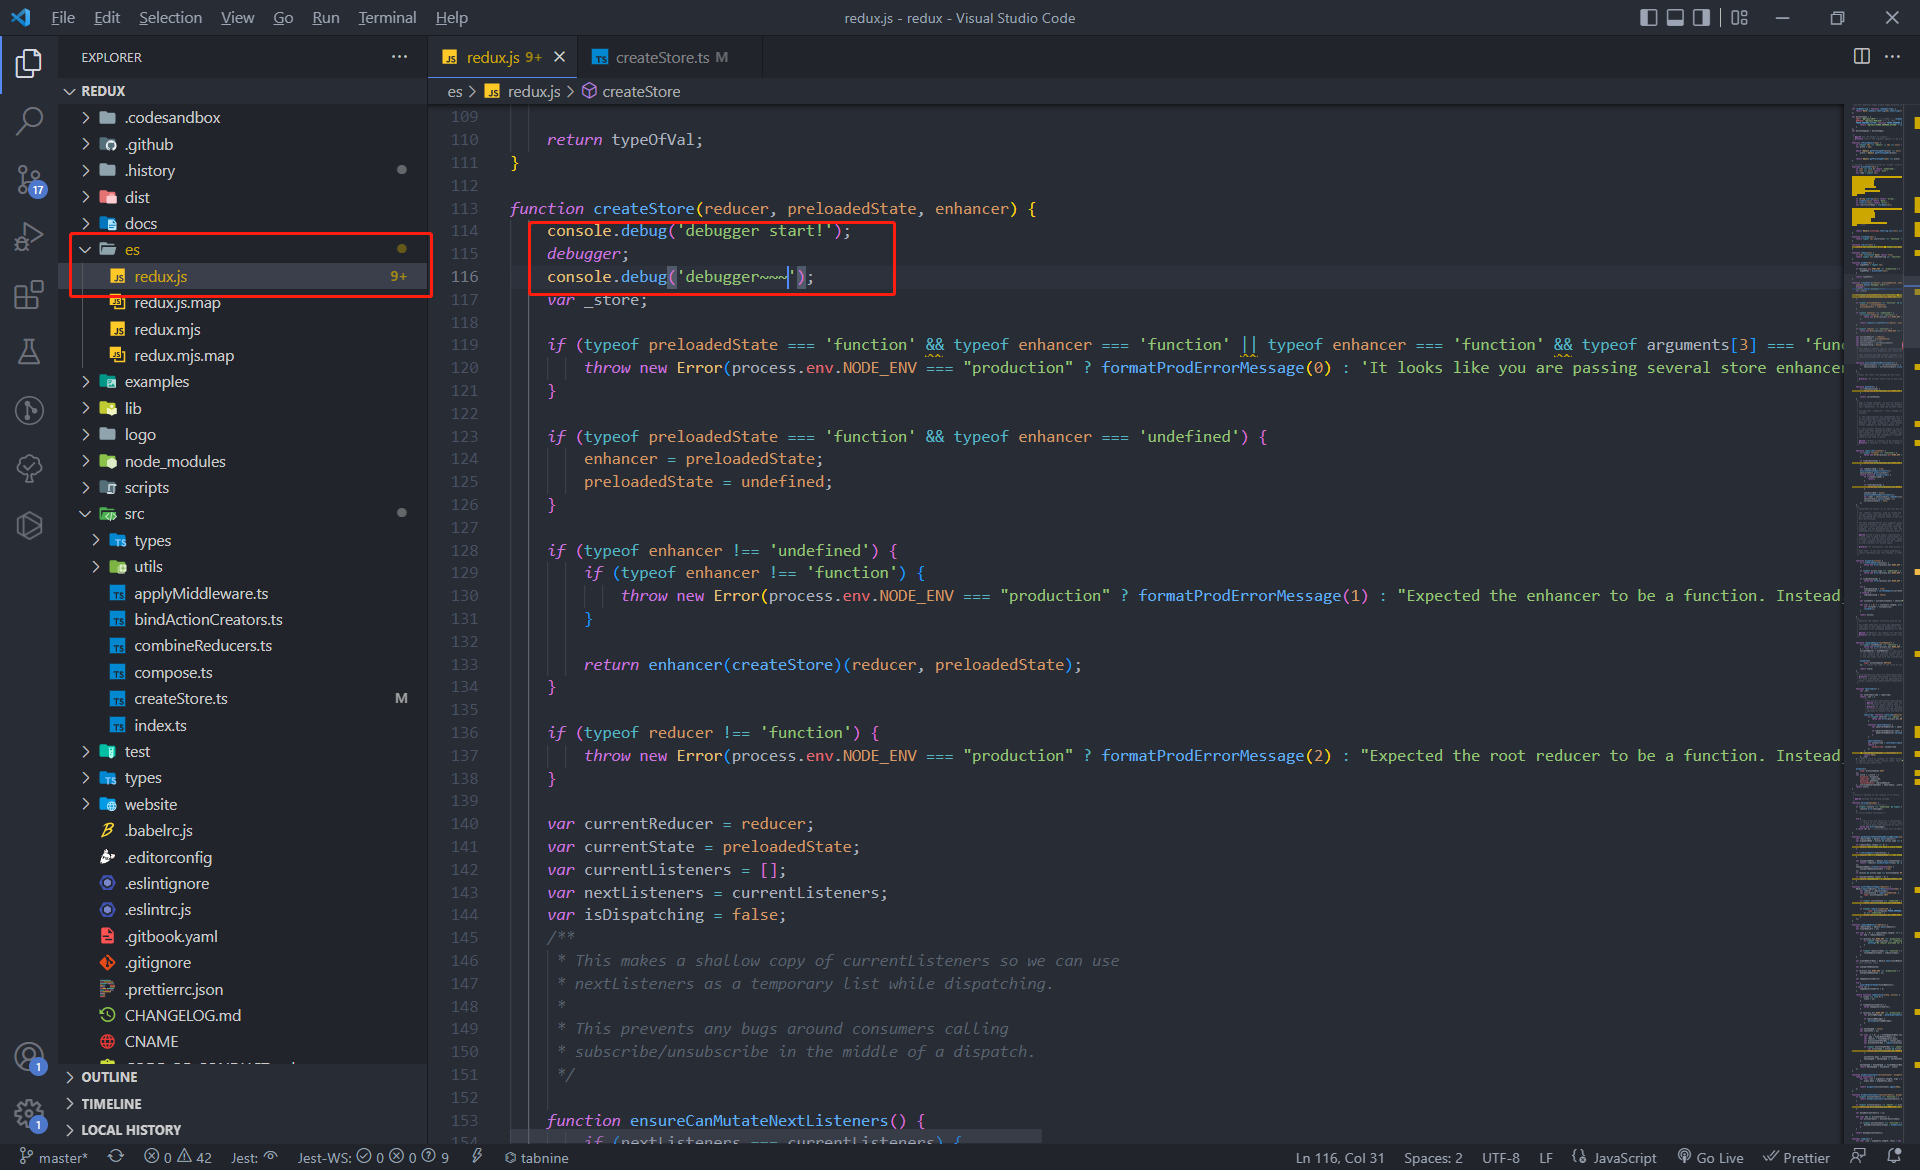 File Edit Selection View Go Run Terminal Help
redux.js - redux - Visual Studio Code
EXPLORER
REDUX
.codesandbox
.github
.history
dist
docs
es
redux.js 9+
redux.js.map
redux.mjs
redux.mjs.map
examples
lib
logo
node_modules
scripts
src
types
utils
applyMiddleware.ts
bindActionCreators.ts
combineReducers.ts
compose.ts
createStore.ts M
index.ts
test
types
website
.babelrc.js
.editorconfig
.eslintignore
.eslintrc.js
.gitbook.yaml
.gitignore
.prettierrc.json
CHANGELOG.md
CNAME
OUTLINE
TIMELINE
LOCAL HISTORY
17
1
1
redux.js 9+
createStore.ts M
es > redux.js > createStore
109
110 return typeOfVal;
111 }
112
113 function createStore(reducer, preloadedState, enhancer) {
114 console.debug('debugger start!');
115 debugger;
116 console.debug('debugger~~~');
117 var _store;
118
119 if (typeof preloadedState === 'function' && typeof enhancer === 'function' || typeof enhancer === 'function' && typeof arguments[3] === 'func
120 throw new Error(process.env.NODE_ENV === "production" ? formatProdErrorMessage(0) : 'It looks like you are passing several store enhancer
121 }
122
123 if (typeof preloadedState === 'function' && typeof enhancer === 'undefined') {
124 enhancer = preloadedState;
125 preloadedState = undefined;
126 }
127
128 if (typeof enhancer !== 'undefined') {
129 if (typeof enhancer !== 'function') {
130 throw new Error(process.env.NODE_ENV === "production" ? formatProdErrorMessage(1) : "Expected the enhancer to be a function. Instead,
131 }
132
133 return enhancer(createStore)(reducer, preloadedState);
134 }
135
136 if (typeof reducer !== 'function') {
137 throw new Error(process.env.NODE_ENV === "production" ? formatProdErrorMessage(2) : "Expected the root reducer to be a function. Instead,
138 }
139
140 var currentReducer = reducer;
141 var currentState = preloadedState;
142 var currentListeners = [];
143 var nextListeners = currentListeners;
144 var isDispatching = false;
145 /**
146 * This makes a shallow copy of currentListeners so we can use
147 * nextListeners as a temporary list while dispatching.
148 *
149 * This prevents any bugs around consumers calling
150 * subscribe/unsubscribe in the middle of a dispatch.
151 */
152
153 function ensureCanMutateNextListeners() {
154 if (nextListeners === currentListeners) {
master* 0 42 Jest: Jest-WS: 0 0 9 tabnine
Ln 116, Col 31 Spaces: 2 UTF-8 LF JavaScript Go Live Prettier